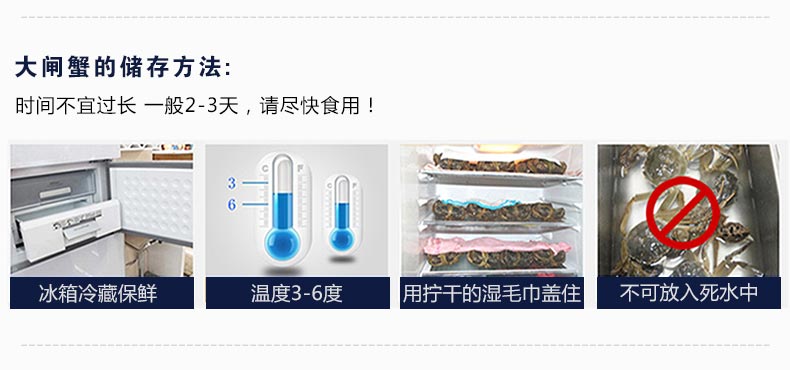 大闸蟹的储存方法:
时间不宜过长 一般2-3天，请尽快食用！
C F
3
6
C F
冰箱冷藏保鲜
温度3-6度
用拧干的湿毛巾盖住
不可放入死水中